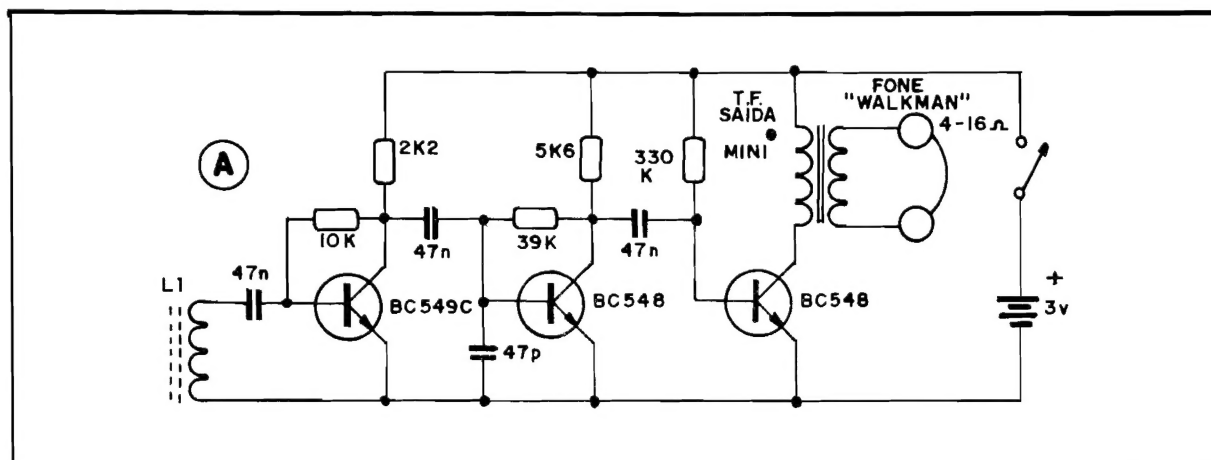 A
2K2
5K6
330
K
T.F.
SAIDA
MINI
FONE
"WALKMAN"
4-16Ω
10K
47n
39K
47n
L1
47n
BC549C
BC548
BC548
47p
+
3v